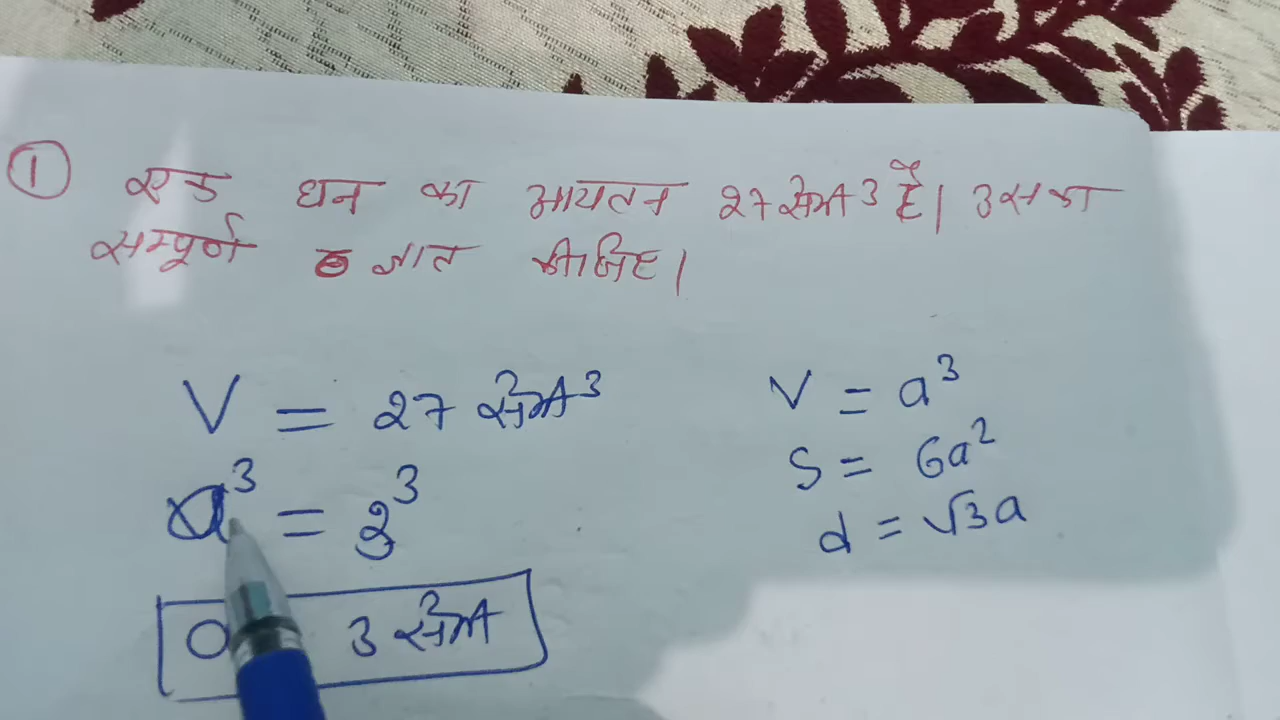 ① एक घन का आयतन 27 सेमी³ है। उसका
सम्पूर्ण ज्ञात कीजिए।
V = 27 सेमी³
a³ = 3³
3 सेमी
V = a³
S = 6a²
d = √3a